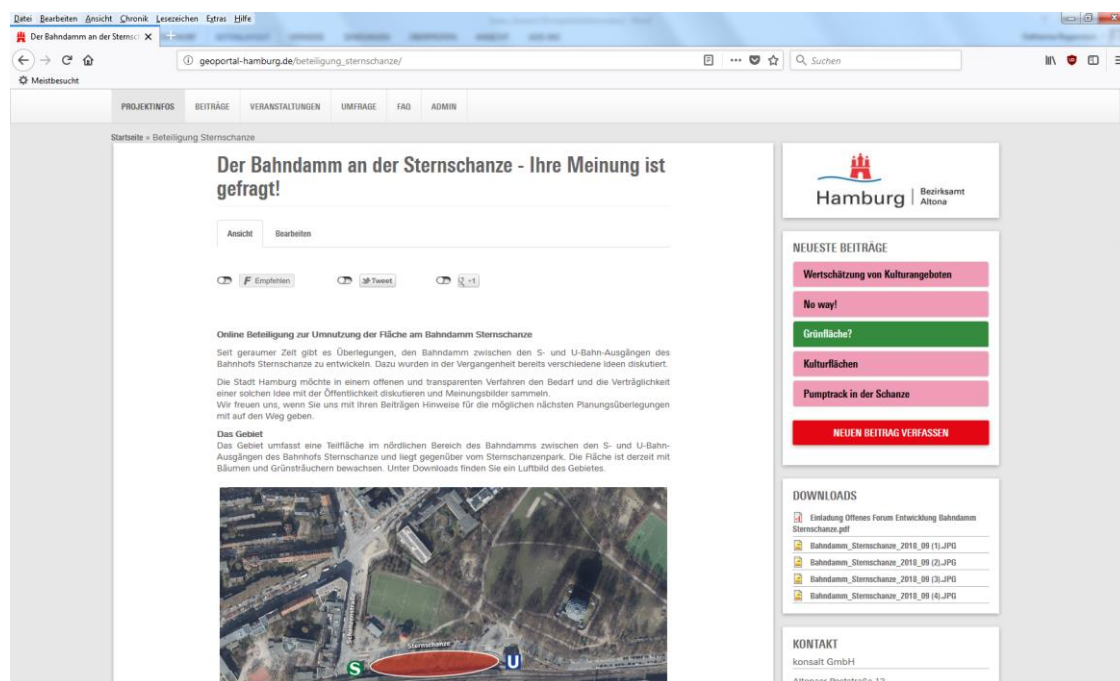 Datei Bearbeiten Ansicht Chronik Lesezeichen Extras Hilfe
Der Bahndamm an der Sternsc
geoportal-hamburg.de/beteiligung_sternschanze/
Suchen
Meistbesucht
PROJEKTINFOS BEITRÄGE VERANSTALTUNGEN UMFRAGE FAQ ADMIN
Startseite » Beteiligung Sternschanze
Der Bahndamm an der Sternschanze - Ihre Meinung ist
gefragt!
Ansicht Bearbeiten
Empfehlen Tweet +1
Online Beteiligung zur Umnutzung der Fläche am Bahndamm Sternschanze
Seit geraumer Zeit gibt es Überlegungen, den Bahndamm zwischen den S- und U-Bahn-Ausgängen des
Bahnhofs Sternschanze zu entwickeln. Dazu wurden in der Vergangenheit bereits verschiedene Ideen diskutiert.
Die Stadt Hamburg möchte in einem offenen und transparenten Verfahren den Bedarf und die Verträglichkeit
einer solchen Idee mit der Öffentlichkeit diskutieren und Meinungsbilder sammeln.
Wir freuen uns, wenn Sie uns mit Ihren Beiträgen Hinweise für die möglichen nächsten Planungsüberlegungen
mit auf den Weg geben.
Das Gebiet
Das Gebiet umfasst eine Teilfläche im nördlichen Bereich des Bahndamms zwischen den S- und U-Bahn-
Ausgängen des Bahnhofs Sternschanze und liegt gegenüber vom Sternschanzenpark. Die Fläche ist derzeit mit
Bäumen und Grünsträuchern bewachsen. Unter Downloads finden Sie ein Luftbild des Gebietes.
Sternschanze
S
U
Hamburg
Bezirksamt
Altona
NEUESTE BEITRÄGE
Wertschätzung von Kulturangeboten
No way!
Grünfläche?
Kulturflächen
Pumptrack in der Schanze
NEUEN BEITRAG VERFASSEN
DOWNLOADS
Einladung Offenes Forum Entwicklung Bahndamm
Sternschanze.pdf
Bahndamm_Sternschanze_2018_09 (1).JPG
Bahndamm_Sternschanze_2018_09 (2).JPG
Bahndamm_Sternschanze_2018_09 (3).JPG
Bahndamm_Sternschanze_2018_09 (4).JPG
KONTAKT
konsalt GmbH